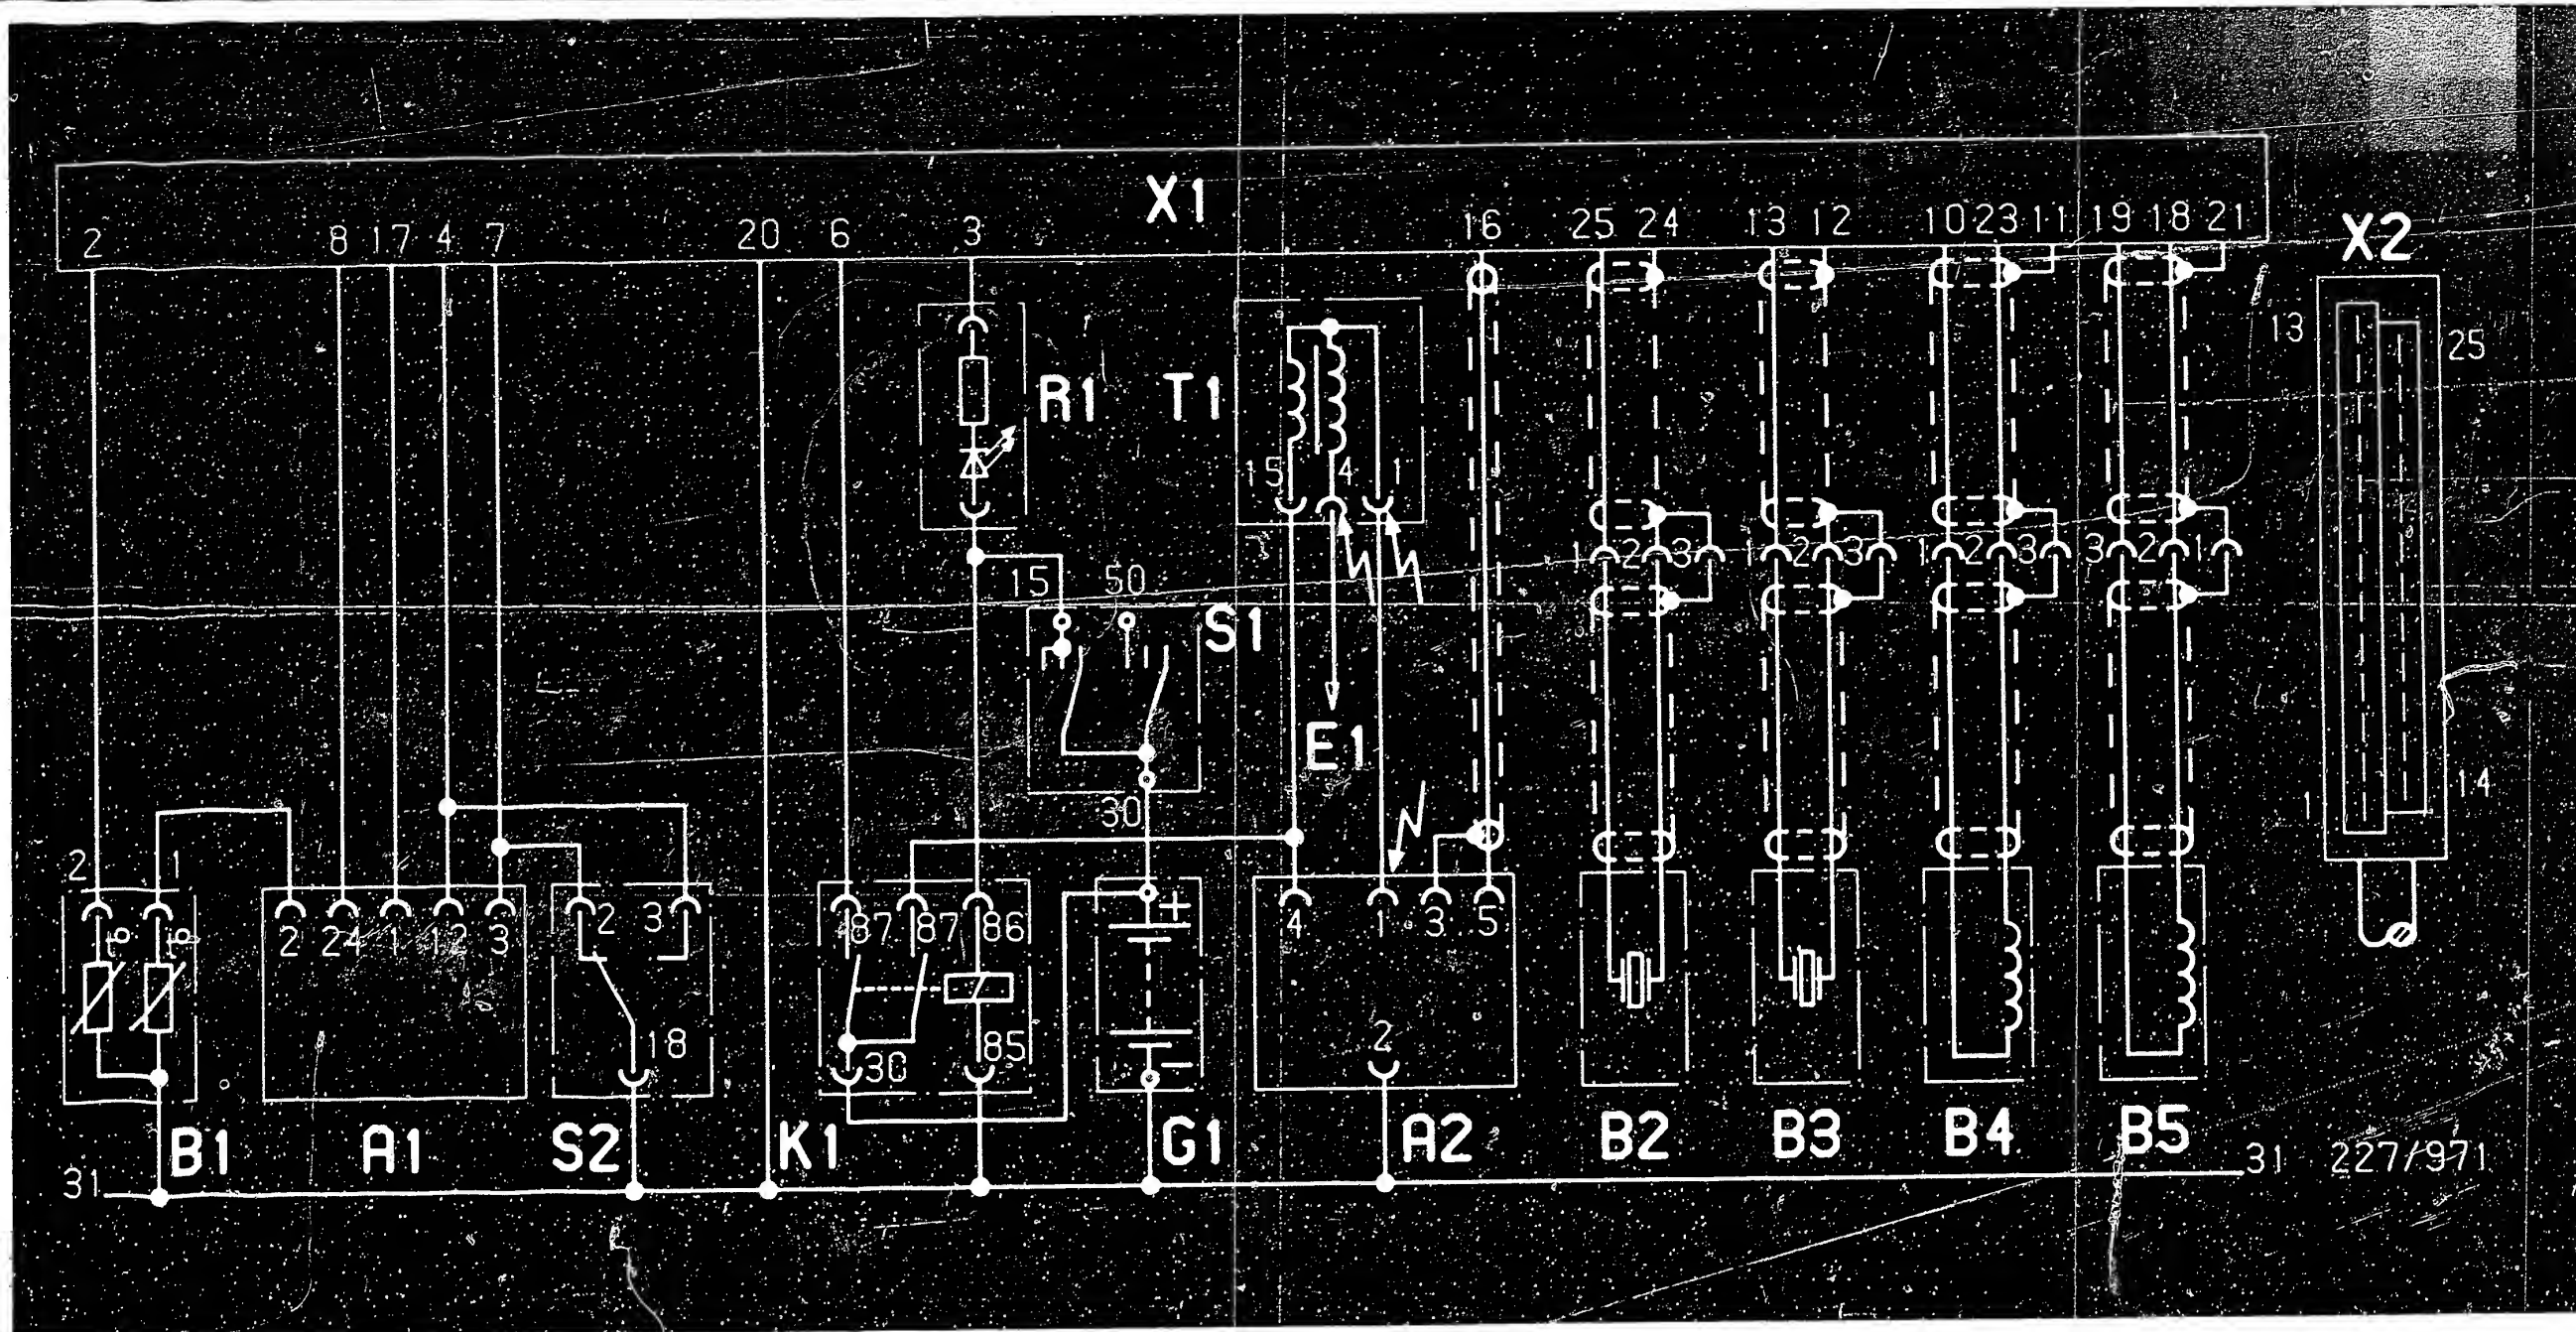 X1
2 8 17 4 7 20 6 3 16 25 24 13 12 10 23 11 19 18 21
X2
13 25
R1 T1
15 4 1
1 2 3 1 2 3 1 2 3 3 2 1
15 50
S1
E1
30
1 14
2 1
t° t°
2 24 1 12 3
2 3
87 87 86
+
4 1 3 5
18
30 85
-
2
B1 A1 S2 K1 G1 A2 B2 B3 B4 B5
31 31 227/971